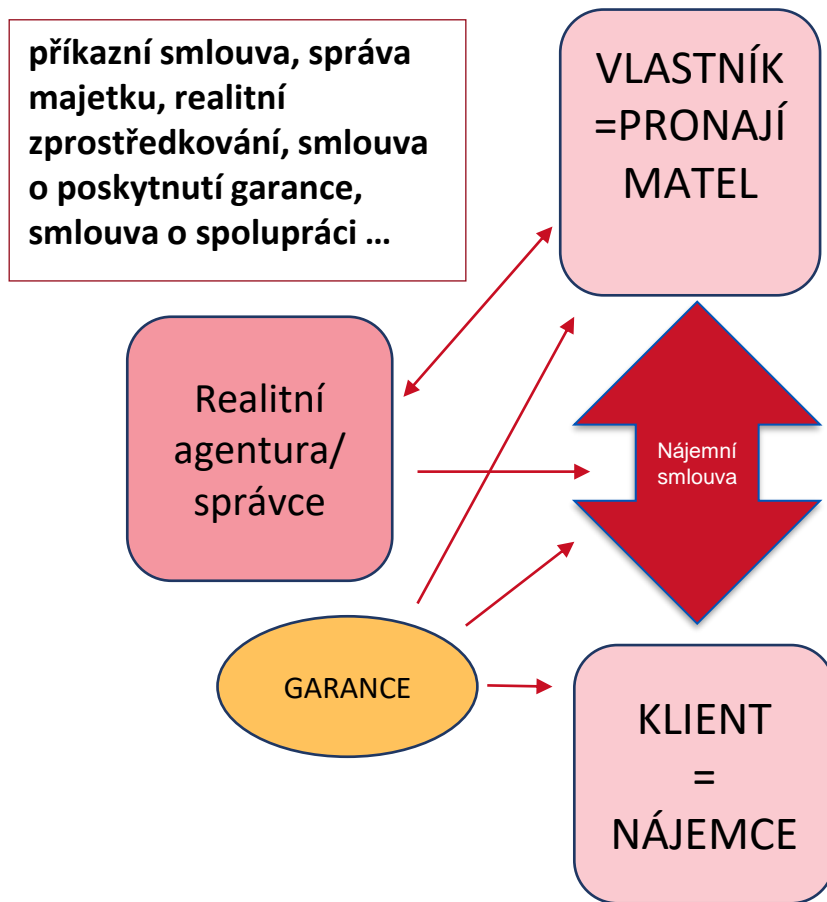 příkazní smlouva, správa
majetku, realitní
zprostředkování, smlouva
o poskytnutí garance,
smlouva o spolupráci ...
VLASTNÍK
=PRONAJÍ
MATEL
Realitní
agentura/
správce
Nájemní
smlouva
GARANCE
KLIENT
=
NÁJEMCE